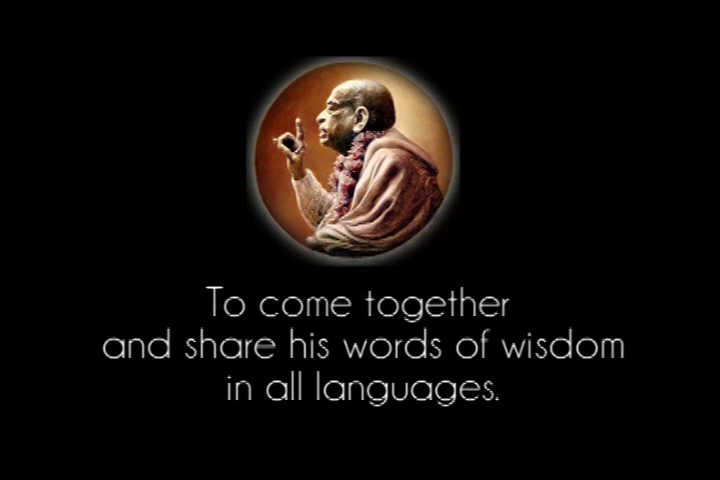 To come together
and share his words of wisdom
in all languages.